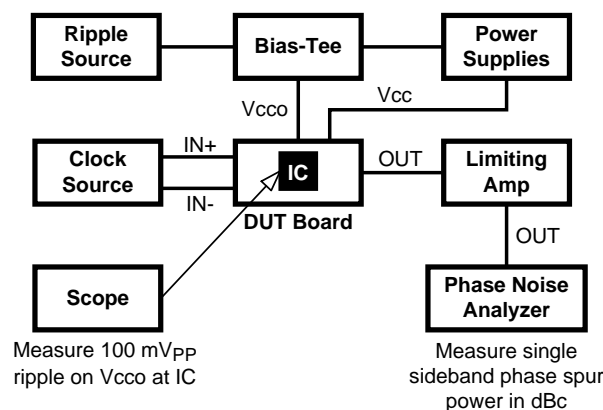 Ripple
Source
Bias-Tee
Power
Supplies
Vcco
Vcc
Clock
Source
IN+
IN-
IC
DUT Board
OUT
Limiting
Amp
OUT
Scope
Phase Noise
Analyzer
Measure 100 mVPP
ripple on Vcco at IC
Measure single
sideband phase spur
power in dBc